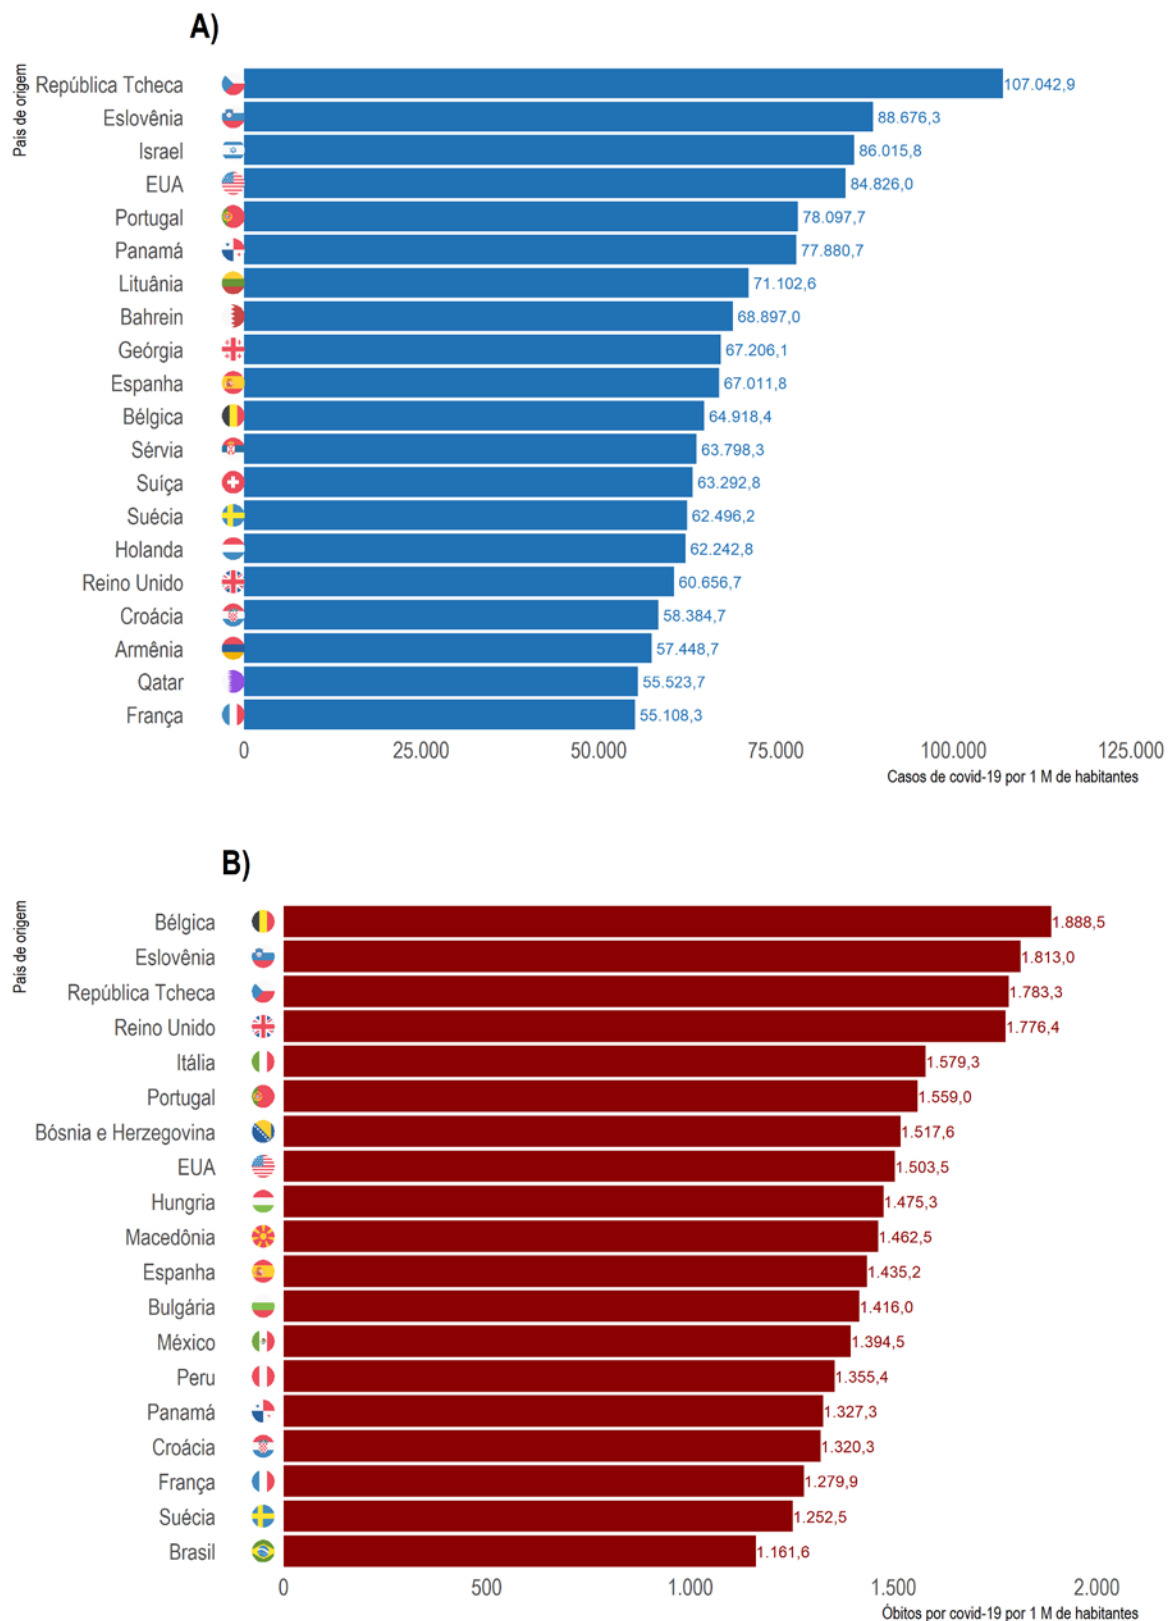 A)
País de origem
República Tcheca 107.042,9
Eslovênia 88.676,3
Israel 86.015,8
EUA 84.826,0
Portugal 78.097,7
Panamá 77.880,7
Lituânia 71.102,6
Bahrein 68.897,0
Geórgia 67.206,1
Espanha 67.011,8
Bélgica 64.918,4
Sérvia 63.798,3
Suíça 63.292,8
Suécia 62.496,2
Holanda 62.242,8
Reino Unido 60.656,7
Croácia 58.384,7
Armênia 57.448,7
Qatar 55.523,7
França 55.108,3
0 25.000 50.000 75.000 100.000 125.000
Casos de covid-19 por 1 M de habitantes
B)
País de origem
Bélgica 1.888,5
Eslovênia 1.813,0
República Tcheca 1.783,3
Reino Unido 1.776,4
Itália 1.579,3
Portugal 1.559,0
Bósnia e Herzegovina 1.517,6
EUA 1.503,5
Hungria 1.475,3
Macedônia 1.462,5
Espanha 1.435,2
Bulgária 1.416,0
México 1.394,5
Peru 1.355,4
Panamá 1.327,3
Croácia 1.320,3
França 1.279,9
Suécia 1.252,5
Brasil 1.161,6
0 500 1.000 1.500 2.000
Óbitos por covid-19 por 1 M de habitantes